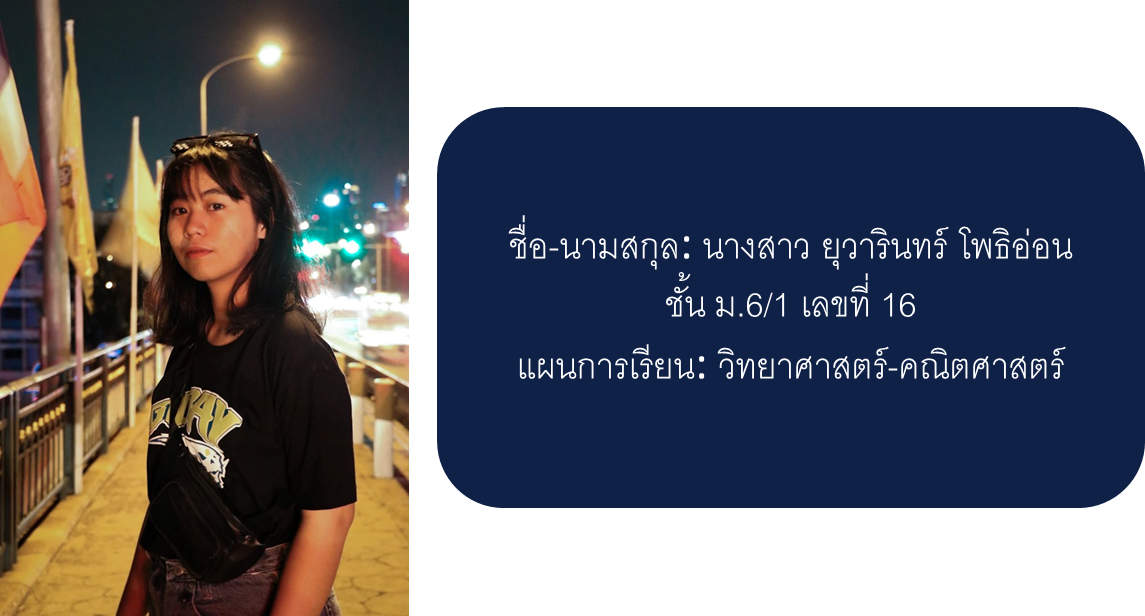 ชื่อ-นามสกุล: นางสาว ยุวารินทร์ โพธิอ่อน
ชั้น ม.6/1 เลขที่ 16
แผนการเรียน: วิทยาศาสตร์-คณิตศาสตร์